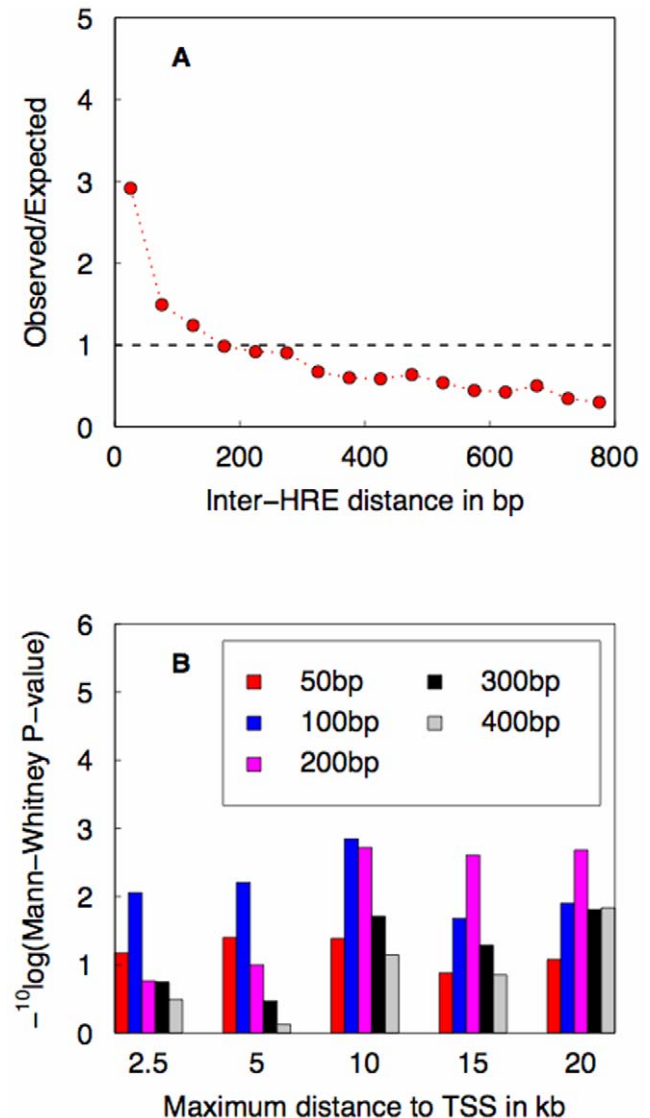 5
A
4
3
2
1
0
0 200 400 600 800
Observed/Expected
Inter-HRE distance in bp
6
B
5
4
3
2
1
0
50bp 300bp
100bp 400bp
200bp
2.5 5 10 15 20
−¹⁰log(Mann−Whitney P−value)
Maximum distance to TSS in kb